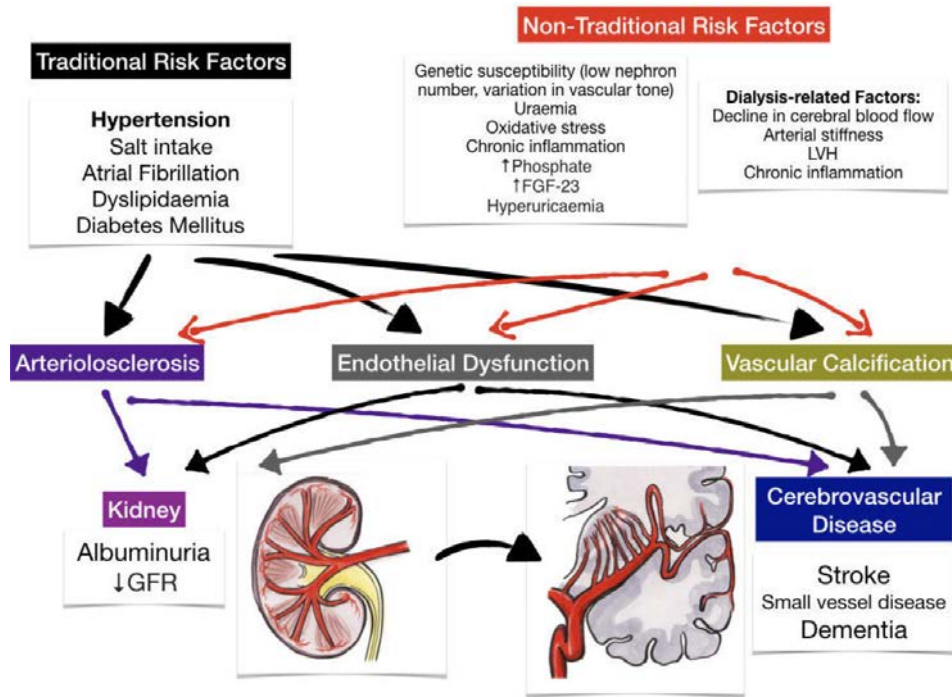 Traditional Risk Factors
Hypertension
Salt intake
Atrial Fibrillation
Dyslipidaemia
Diabetes Mellitus
Non-Traditional Risk Factors
Genetic susceptibility (low nephron
number, variation in vascular tone)
Uraemia
Oxidative stress
Chronic inflammation
↑Phosphate
↑FGF-23
Hyperuricaemia
Dialysis-related Factors:
Decline in cerebral blood flow
Arterial stiffness
LVH
Chronic inflammation
Arteriolosclerosis
Endothelial Dysfunction
Vascular Calcification
Kidney
Albuminuria
↓GFR
Cerebrovascular
Disease
Stroke
Small vessel disease
Dementia